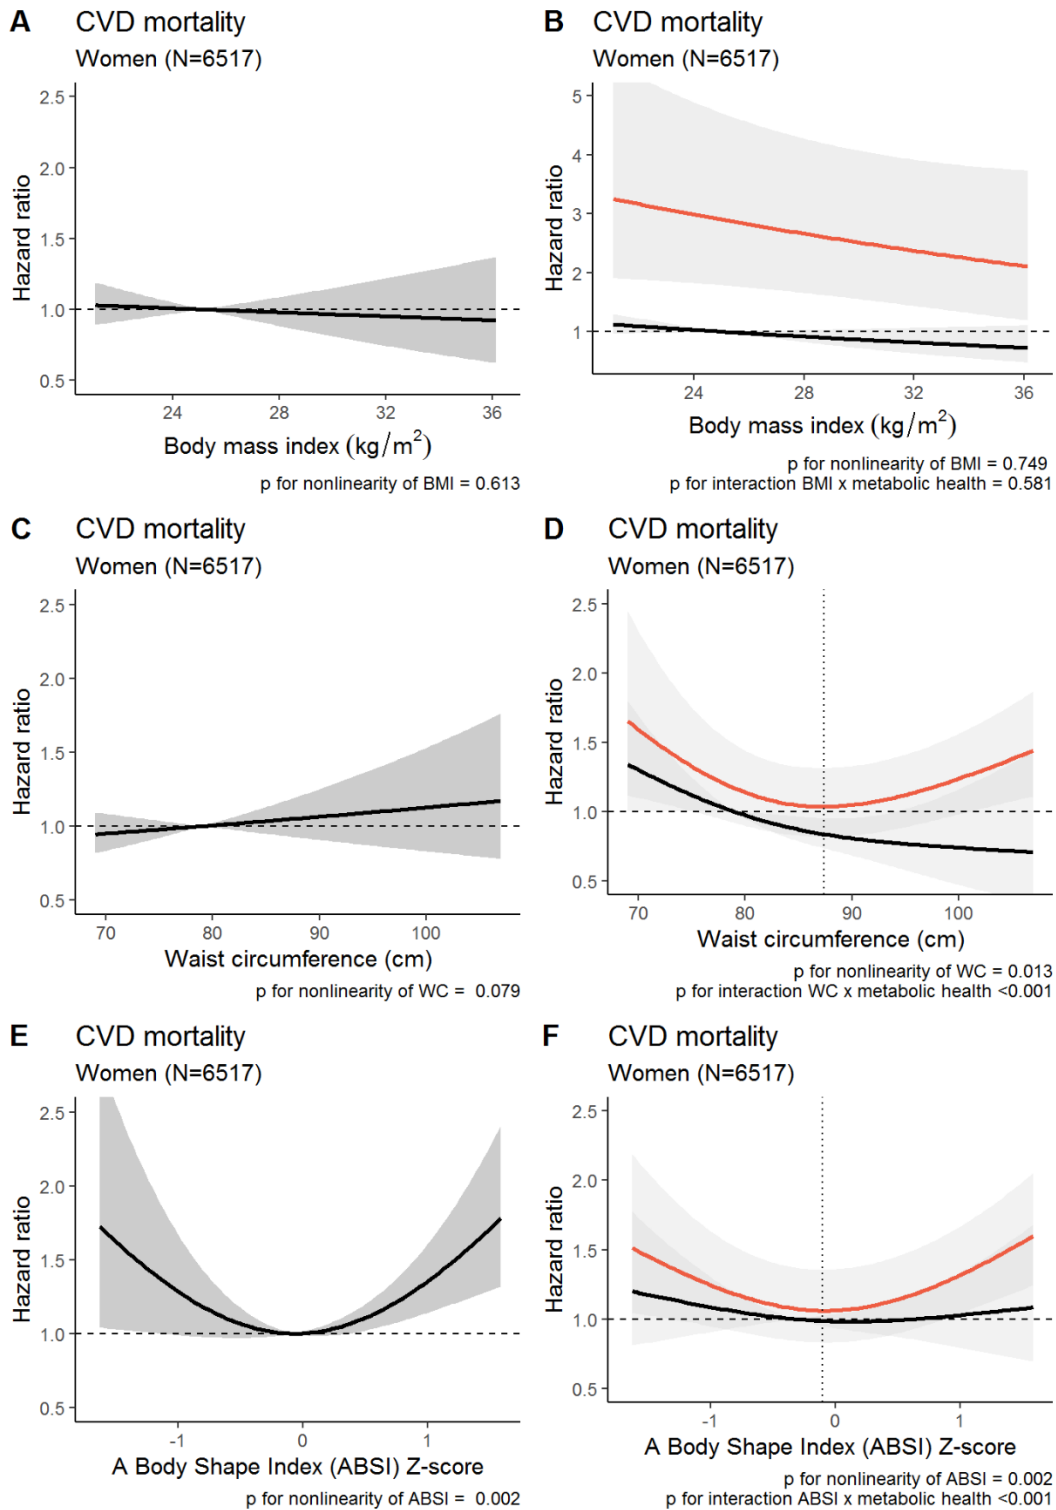 A CVD mortality
Women (N=6517)
Hazard ratio
2.5
2.0
1.5
1.0
0.5
24 28 32 36
Body mass index (kg/m²)
p for nonlinearity of BMI = 0.613
B CVD mortality
Women (N=6517)
Hazard ratio
5
4
3
2
1
24 28 32 36
Body mass index (kg/m²)
p for nonlinearity of BMI = 0.749
p for interaction BMI x metabolic health = 0.581
C CVD mortality
Women (N=6517)
Hazard ratio
2.5
2.0
1.5
1.0
0.5
70 80 90 100
Waist circumference (cm)
p for nonlinearity of WC = 0.079
D CVD mortality
Women (N=6517)
Hazard ratio
2.5
2.0
1.5
1.0
0.5
70 80 90 100
Waist circumference (cm)
p for nonlinearity of WC = 0.013
p for interaction WC x metabolic health <0.001
E CVD mortality
Women (N=6517)
Hazard ratio
2.5
2.0
1.5
1.0
0.5
-1 0 1
A Body Shape Index (ABSI) Z-score
p for nonlinearity of ABSI = 0.002
F CVD mortality
Women (N=6517)
Hazard ratio
2.5
2.0
1.5
1.0
0.5
-1 0 1
A Body Shape Index (ABSI) Z-score
p for nonlinearity of ABSI = 0.002
p for interaction ABSI x metabolic health <0.001